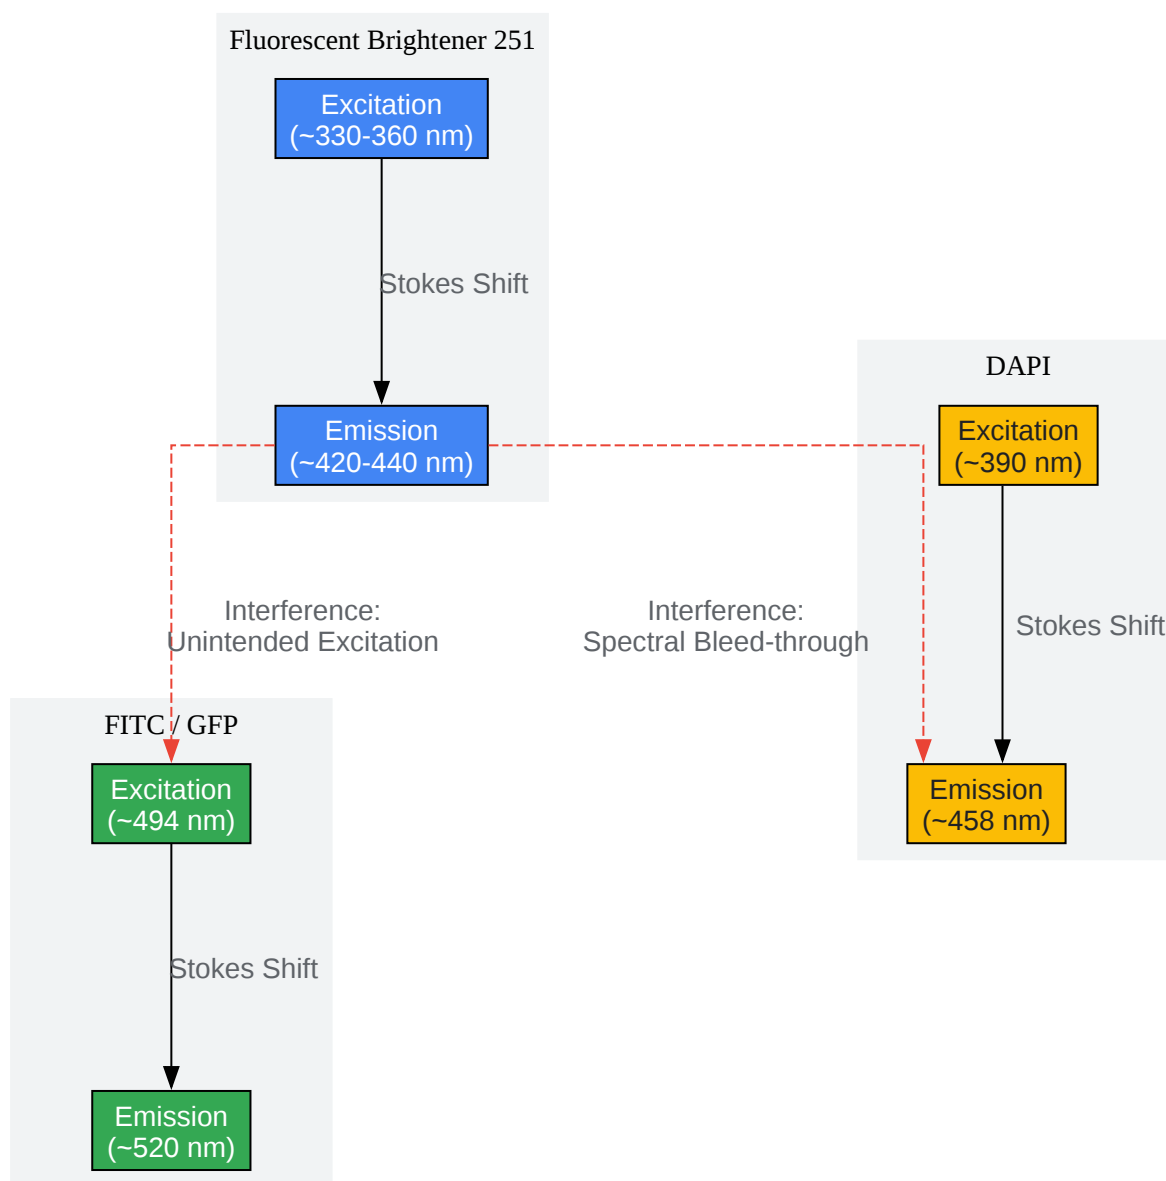 Fluorescent Brightener 251
Excitation
(~330-360 nm)
Stokes Shift
Emission
(~420-440 nm)
DAPI
Excitation
(~390 nm)
Interference:
Unintended Excitation
Interference:
Spectral Bleed-through
Stokes Shift
FITC / GFP
Excitation
(~494 nm)
Emission
(~458 nm)
Stokes Shift
Emission
(~520 nm)